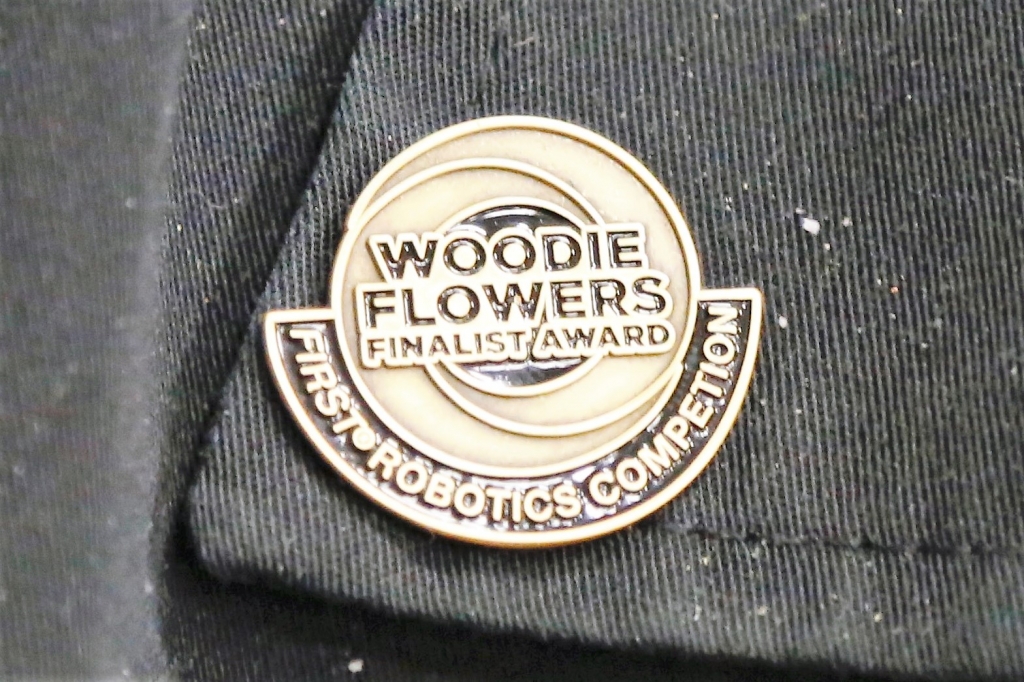 WOODIE
FLOWERS
FINALIST AWARD
FIRST® ROBOTICS COMPETION